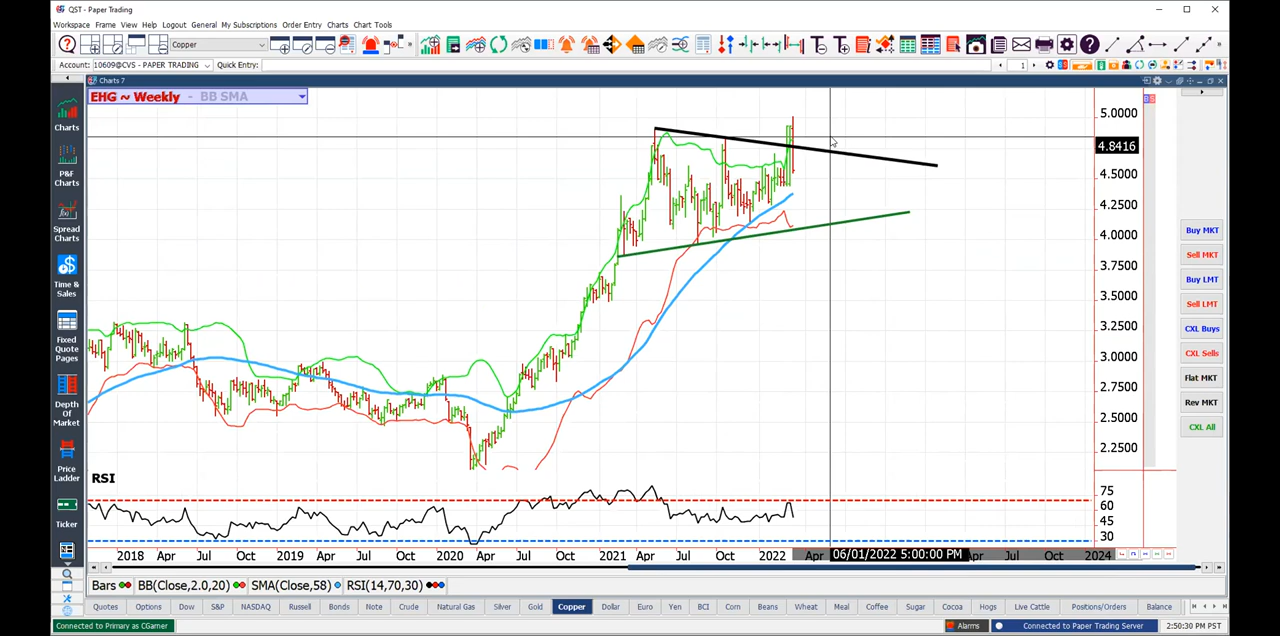 QST - Paper Trading
Workspace Frame View Help Logout General My Subscriptions Order Entry Charts Chart Tools
Copper
Account: 10609@CVS - PAPER TRADING Quick Entry: 1
Charts 7
EHG ~ Weekly - BB SMA
Charts
P&F Charts
Spread Charts
Time & Sales
Fixed Quote Pages
Depth Of Market
Price Ladder
Ticker
5.0000
4.8416
4.5000
4.2500
4.0000
3.7500
3.5000
3.2500
3.0000
2.7500
2.5000
2.2500
Buy MKT
Sell MKT
Buy LMT
Sell LMT
CXL Buys
CXL Sells
Flat MKT
Rev MKT
CXL All
RSI
75
60
45
30
2018 Apr Jul Oct 2019 Apr Jul Oct 2020 Apr Jul Oct 2021 Apr Jul Oct 2022 Apr 06/01/2022 5:00:00 PM Apr Jul Oct 2024
Bars BB(Close,2.0,20) SMA(Close,58) RSI(14,70,30)
Quotes Options Dow S&P NASDAQ Russell Bonds Note Crude Natural Gas Silver Gold Copper Dollar Euro Yen BCI Corn Beans Wheat Meal Coffee Sugar Cocoa Hogs Live Cattle Positions/Orders Balance
Connected to Primary as CGarner Alarms Connected to Paper Trading Server 2:50:30 PM PST